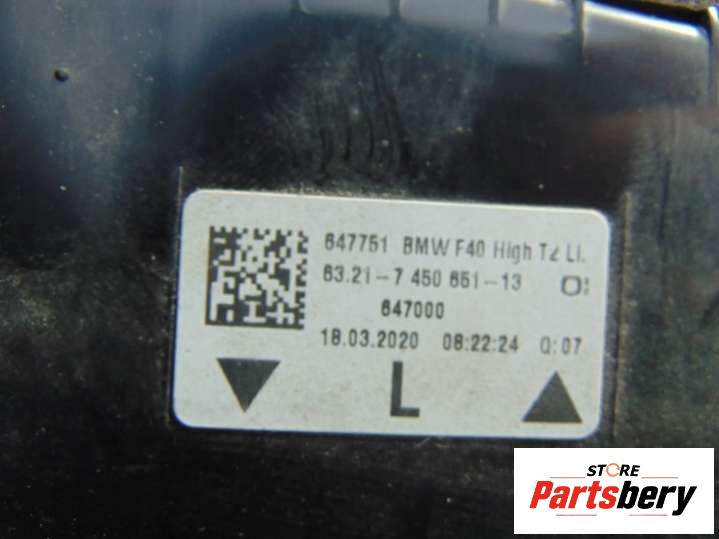 647751 BMW F40 High T2 Li.
63.21-7 450 651-13
647000
18.03.2020 08:22:24 Q:07
L
STORE
Partsbery